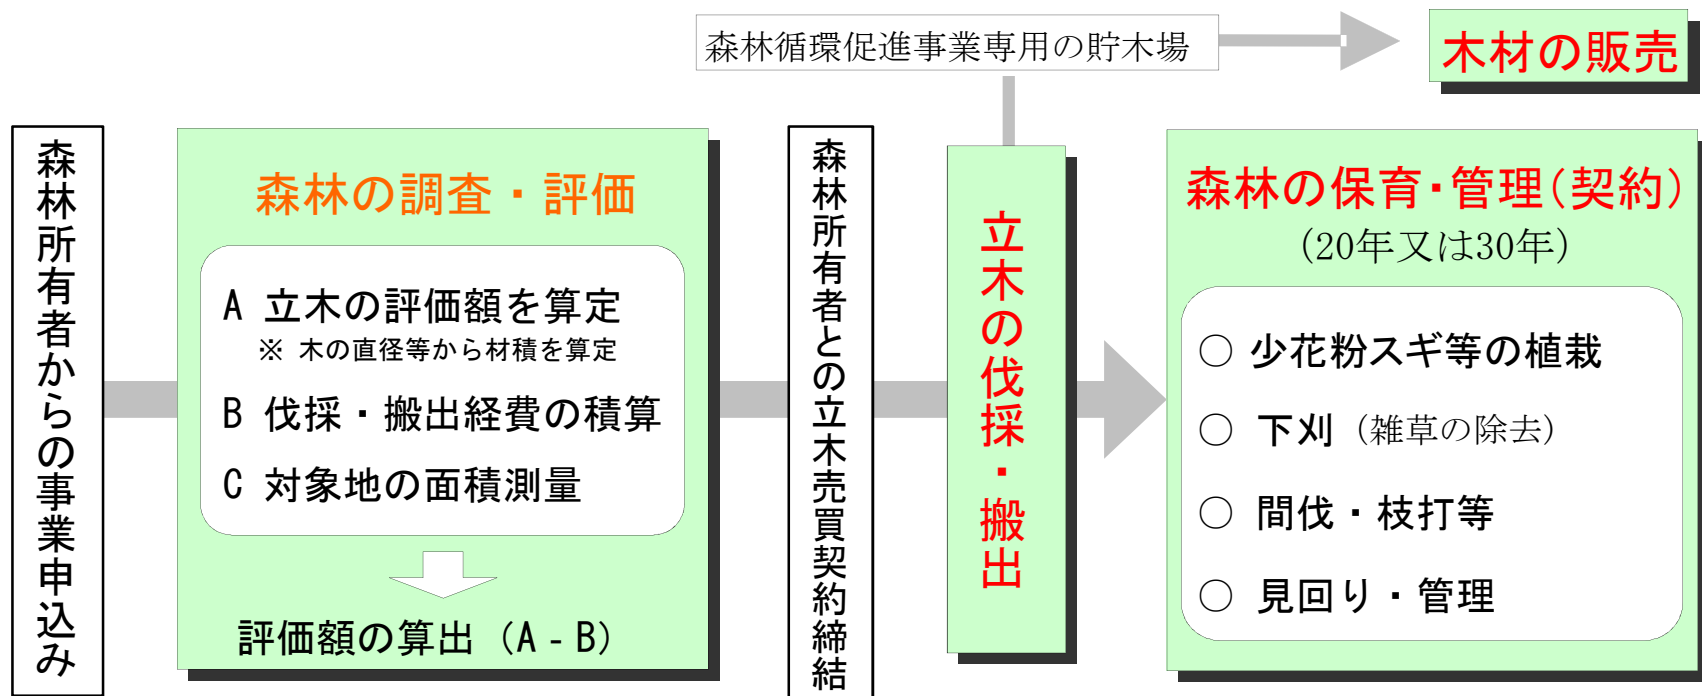 森林循環促進事業専用の貯木場
木材の販売
森林所有者からの事業申込み
森林の調査・評価
A 立木の評価額を算定
※ 木の直径等から材積を算定
B 伐採・搬出経費の積算
C 対象地の面積測量
評価額の算出（A - B）
森林所有者との立木売買契約締結
立木の伐採・搬出
森林の保育・管理（契約）
（20年又は30年）
○ 少花粉スギ等の植栽
○ 下刈（雑草の除去）
○ 間伐・枝打等
○ 見回り・管理